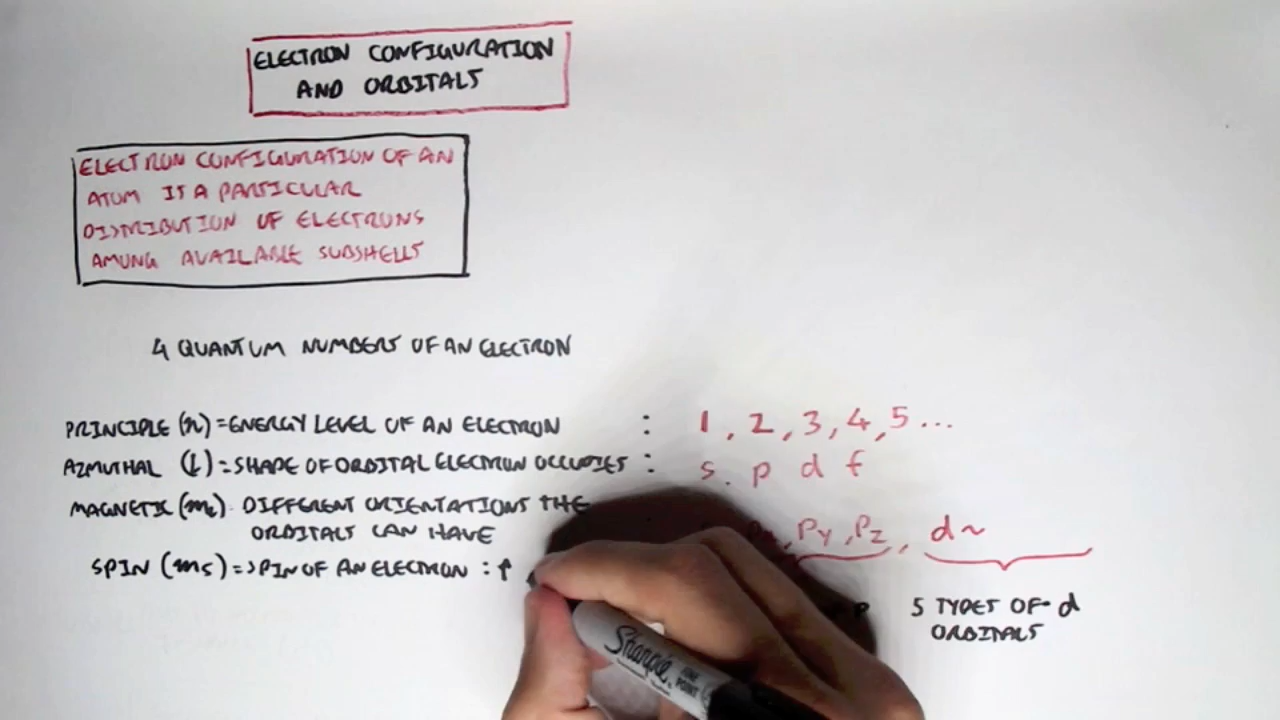 ELECTRON CONFIGURATION
AND ORBITALS
ELECTRON CONFIGURATION OF AN
ATOM IS A PARTICULAR
DISTRIBUTION OF ELECTRONS
AMONG AVAILABLE SUBSHELLS
4 QUANTUM NUMBERS OF AN ELECTRON
PRINCIPLE (n) = ENERGY LEVEL OF AN ELECTRON : 1, 2, 3, 4, 5...
AZMUTHAL (l) = SHAPE OF ORBITAL ELECTRON OCCUPIES : s. p d f
MAGNETIC (ml) DIFFERENT ORIENTATIONS THE
ORBITALS CAN HAVE
Py, Pz, d~
SPIN (ms) = SPIN OF AN ELECTRON : ↑
P
5 TYPES OF d
ORBITALS
Sharpie.
FINE
POINT